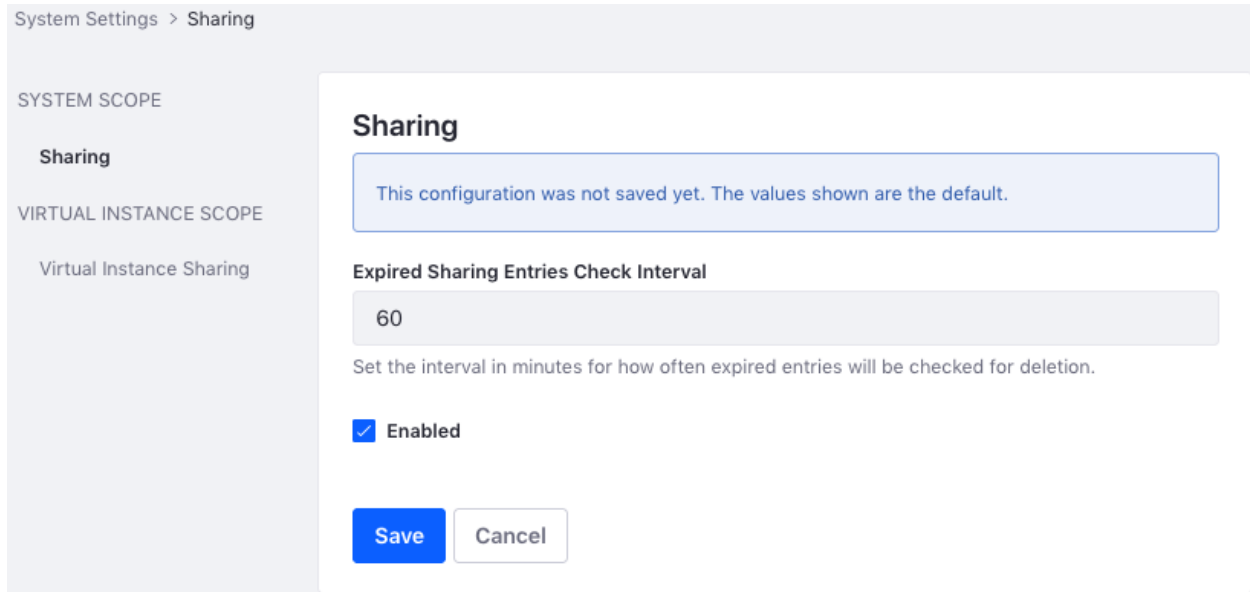 System Settings > Sharing
SYSTEM SCOPE
Sharing
VIRTUAL INSTANCE SCOPE
Virtual Instance Sharing
Sharing
This configuration was not saved yet. The values shown are the default.
Expired Sharing Entries Check Interval
60
Set the interval in minutes for how often expired entries will be checked for deletion.
Enabled
Save Cancel